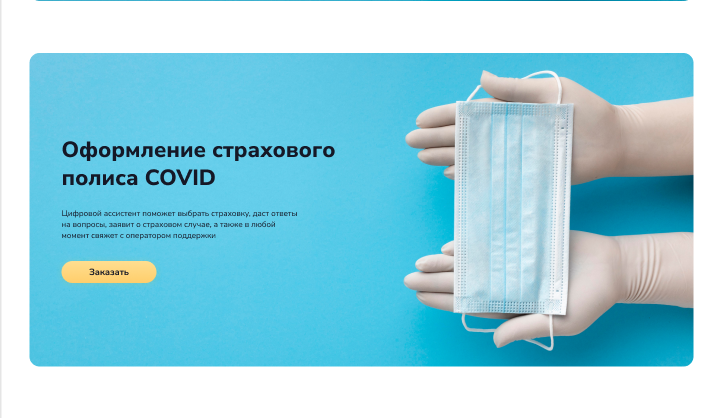 Оформление страхового
полиса COVID
Цифровой ассистент поможет выбрать страховку, даст ответы
на вопросы, заявит о страховом случае, а также в любой
момент свяжет с оператором поддержки
Заказать